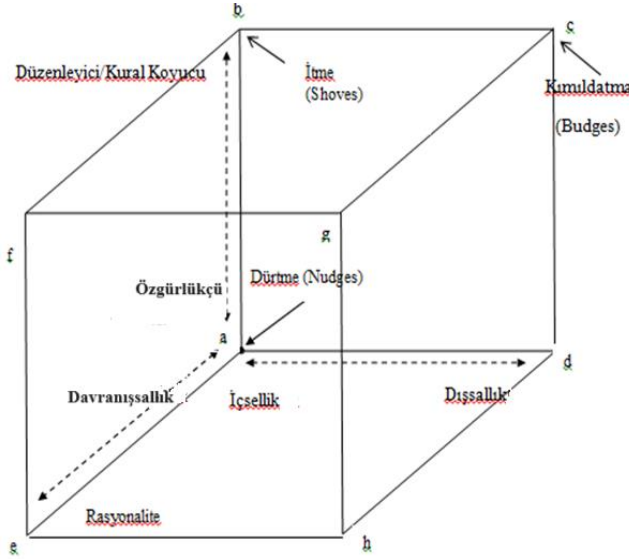 b
c
Düzenleyici/Kural Koyucu
İtme
(Shoves)
Kımıldatma
(Budges)
f
g
Özgürlükçü
Dürtme (Nudges)
a
d
Davranışsallık
İçsellik
Dışsallık
Rasyonalite
e
h